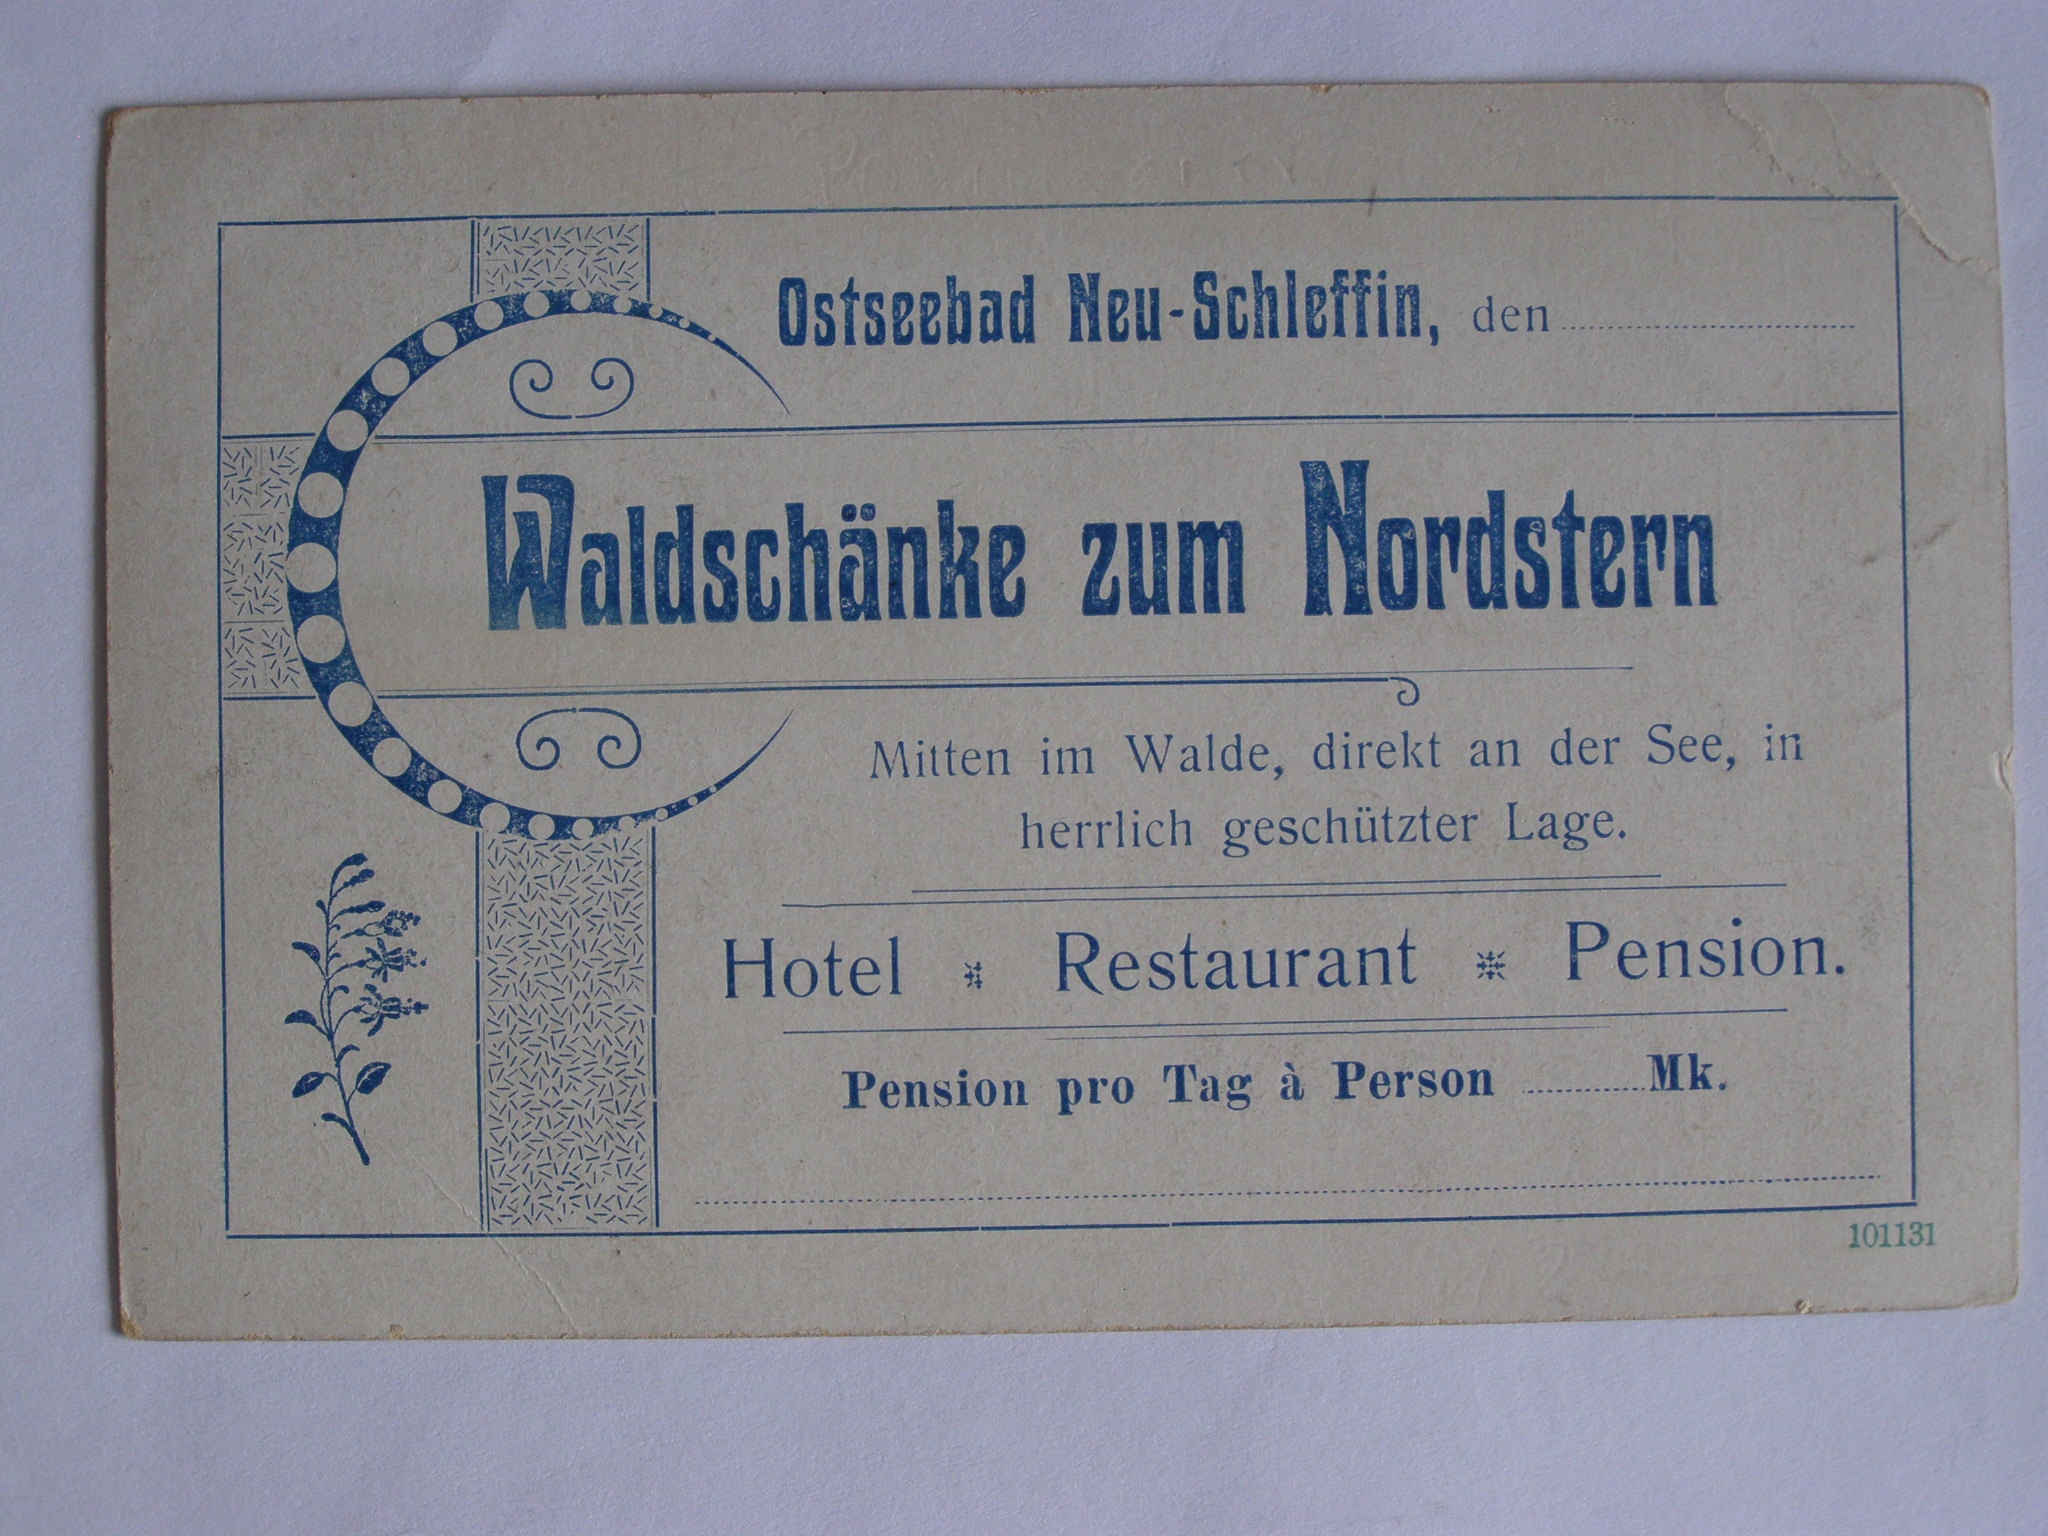 Ostseebad Neu-Schleffin, den
Waldschänke zum Nordstern
Mitten im Walde, direkt an der See, in
herrlich geschützter Lage.
Hotel Restaurant Pension.
Pension pro Tag à Person ........... Mk.
101131